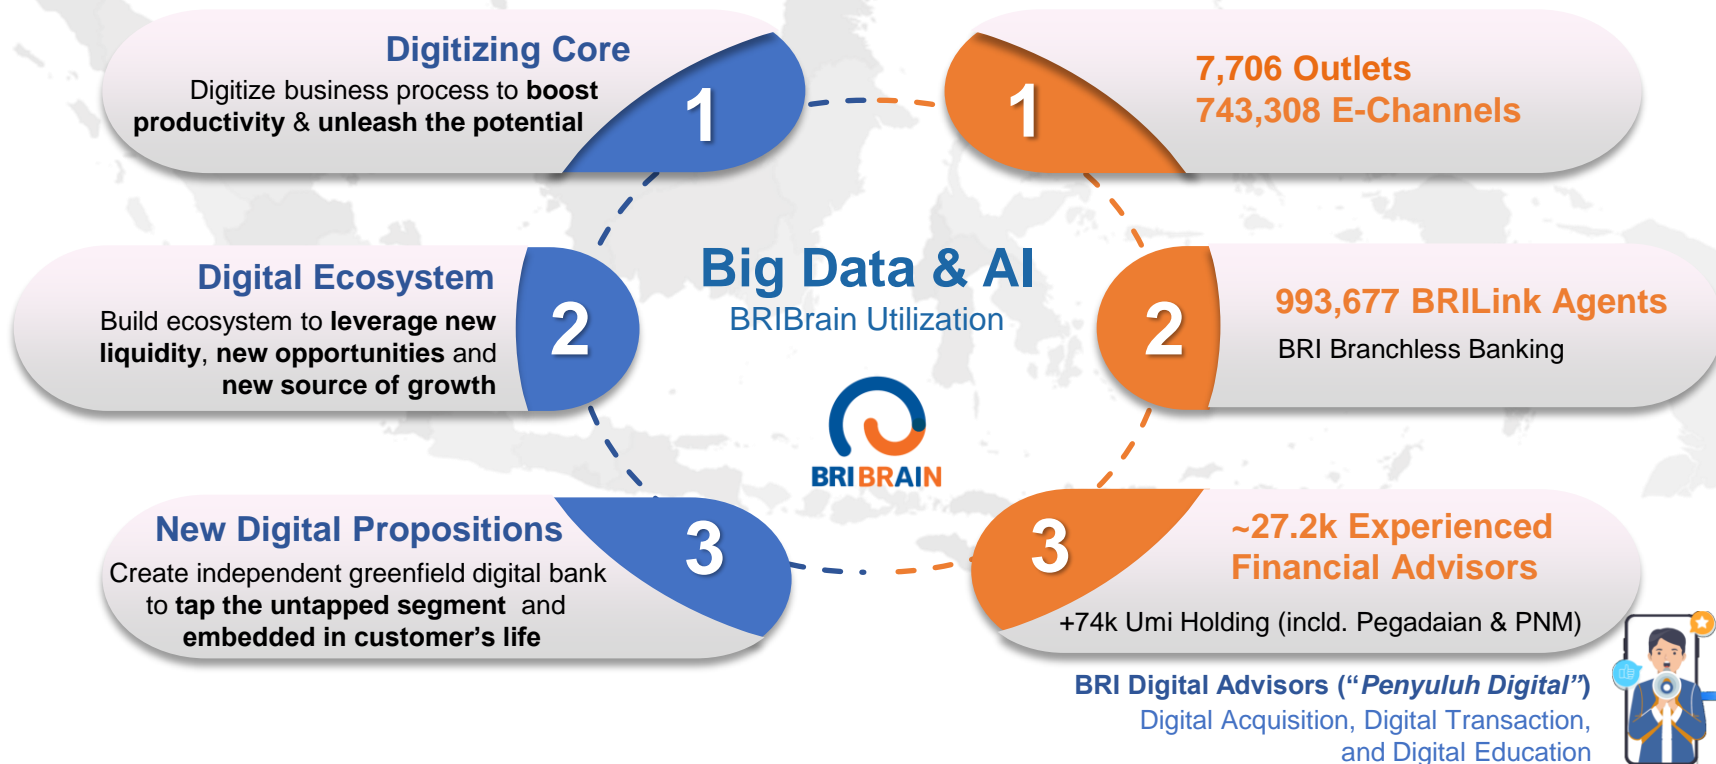 Digitizing Core
Digitize business process to boost
productivity & unleash the potential
1
Digital Ecosystem
Build ecosystem to leverage new
liquidity, new opportunities and
new source of growth
2
New Digital Propositions
Create independent greenfield digital bank
to tap the untapped segment and
embedded in customer's life
3
Big Data & AI
BRIBrain Utilization
BRIBRAIN
1
7,706 Outlets
743,308 E-Channels
2
993,677 BRILink Agents
BRI Branchless Banking
3
~27.2k Experienced
Financial Advisors
+74k Umi Holding (incld. Pegadaian & PNM)
BRI Digital Advisors (“Penyuluh Digital”)
Digital Acquisition, Digital Transaction,
and Digital Education